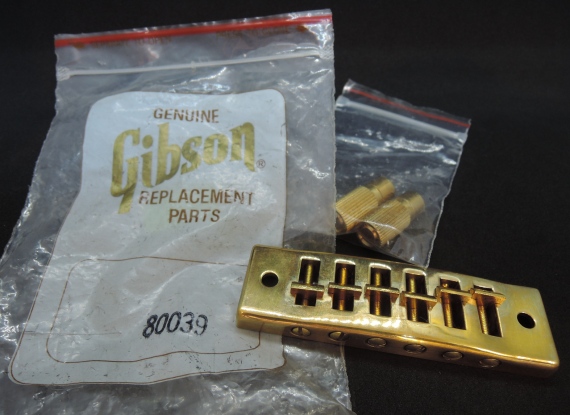 GENUINE
Gibson®
REPLACEMENT
PARTS
80039